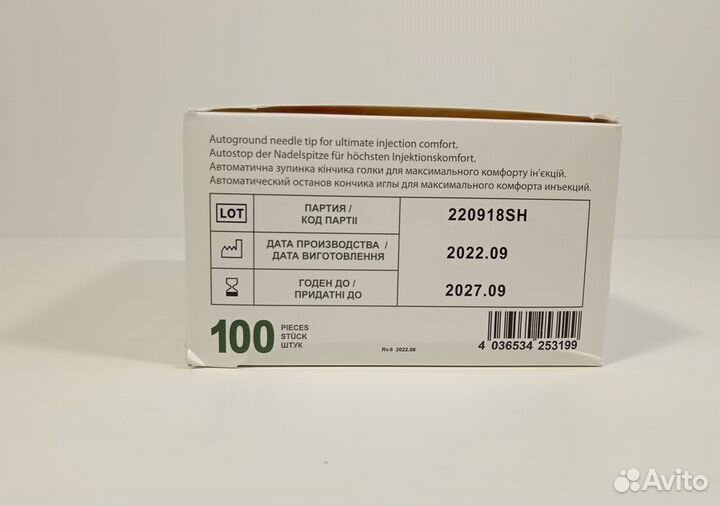 Autoground needle tip for ultimate injection comfort.
Autostop der Nadelspitze für höchsten Injektionskomfort.
Автоматична зупинка кінчика голки для максимального комфорту ін'єкцій.
Автоматический останов кончика иглы для максимального комфорта инъекций.
LOT
ПАРТИЯ /
КОД ПАРТІІ
220918SH
ДАТА ПРОИЗВОДСТВА /
ДАТА ВИГОТОВЛЕННЯ
2022.09
ГОДЕН ДО /
ПРИДАТНІ ДО
2027.09
100
PIECES
STÜCK
ШТУК
Rv.6 2022.08
4 036534 253199
Avito